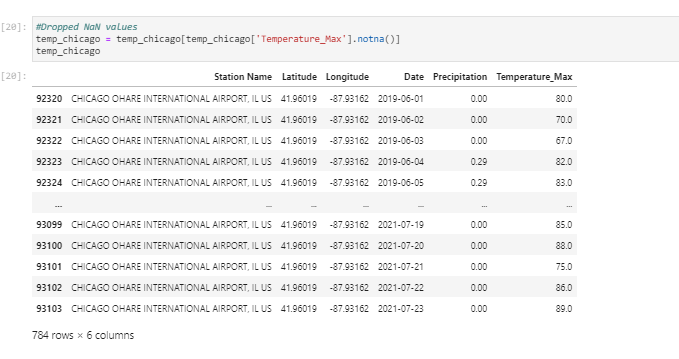 [20]: #Dropped NaN values
temp_chicago = temp_chicago[temp_chicago['Temperature_Max'].notna()]
temp_chicago
[20]: Station Name Latitude Longitude Date Precipitation Temperature_Max
92320 CHICAGO OHARE INTERNATIONAL AIRPORT, IL US 41.96019 -87.93162 2019-06-01 0.00 80.0
92321 CHICAGO OHARE INTERNATIONAL AIRPORT, IL US 41.96019 -87.93162 2019-06-02 0.00 70.0
92322 CHICAGO OHARE INTERNATIONAL AIRPORT, IL US 41.96019 -87.93162 2019-06-03 0.00 67.0
92323 CHICAGO OHARE INTERNATIONAL AIRPORT, IL US 41.96019 -87.93162 2019-06-04 0.29 82.0
92324 CHICAGO OHARE INTERNATIONAL AIRPORT, IL US 41.96019 -87.93162 2019-06-05 0.29 83.0
... ... ... ... ... ... ...
93099 CHICAGO OHARE INTERNATIONAL AIRPORT, IL US 41.96019 -87.93162 2021-07-19 0.00 85.0
93100 CHICAGO OHARE INTERNATIONAL AIRPORT, IL US 41.96019 -87.93162 2021-07-20 0.00 88.0
93101 CHICAGO OHARE INTERNATIONAL AIRPORT, IL US 41.96019 -87.93162 2021-07-21 0.00 75.0
93102 CHICAGO OHARE INTERNATIONAL AIRPORT, IL US 41.96019 -87.93162 2021-07-22 0.00 86.0
93103 CHICAGO OHARE INTERNATIONAL AIRPORT, IL US 41.96019 -87.93162 2021-07-23 0.00 89.0
784 rows × 6 columns